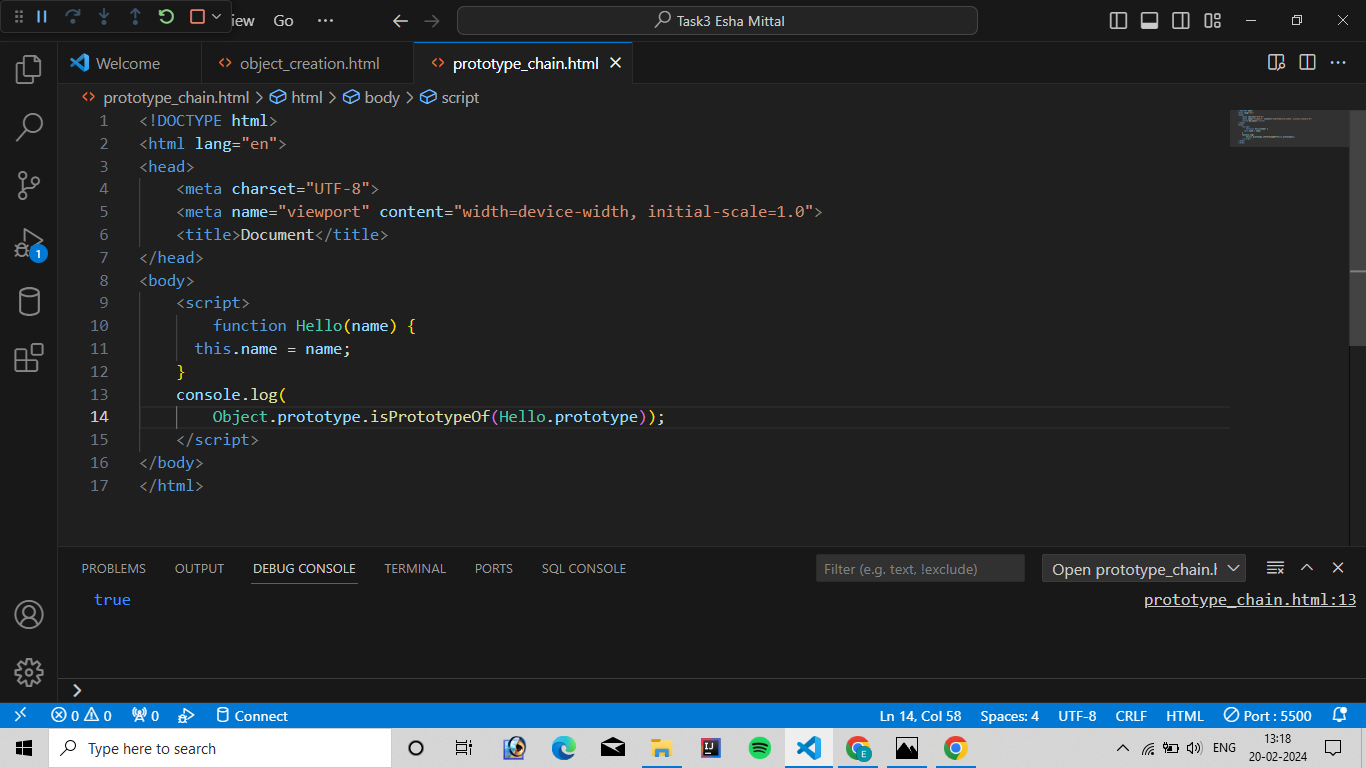 iew Go ··· Task3 Esha Mittal
Welcome object_creation.html prototype_chain.html
prototype_chain.html > html > body > script
1 <!DOCTYPE html>
2 <html lang="en">
3 <head>
4 <meta charset="UTF-8">
5 <meta name="viewport" content="width=device-width, initial-scale=1.0">
6 <title>Document</title>
7 </head>
8 <body>
9 <script>
10 function Hello(name) {
11 this.name = name;
12 }
13 console.log(
14 Object.prototype.isPrototypeOf(Hello.prototype));
15 </script>
16 </body>
17 </html>
1
PROBLEMS OUTPUT DEBUG CONSOLE TERMINAL PORTS SQL CONSOLE Filter (e.g. text, !exclude) Open prototype_chain.h
true prototype_chain.html:13
0 0 0 Connect Ln 14, Col 58 Spaces: 4 UTF-8 CRLF HTML Port : 5500
Type here to search ENG 13:18
20-02-2024